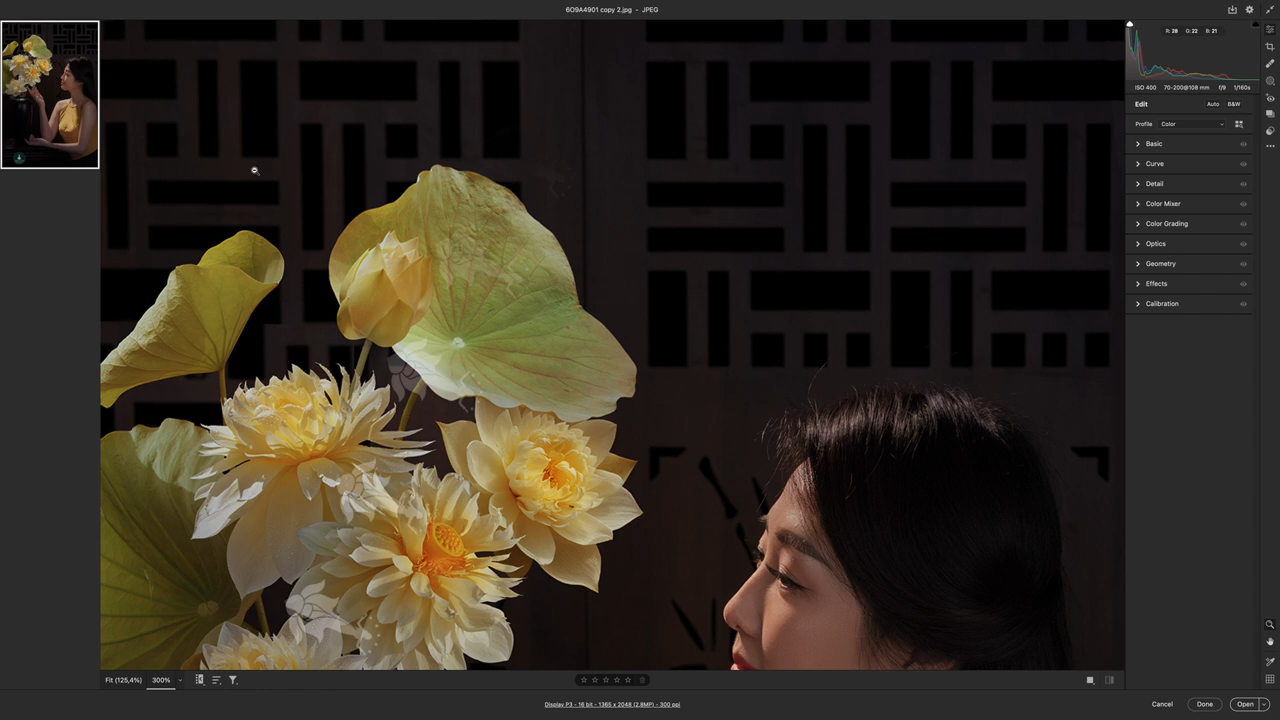 6O9A4901 copy 2.jpg - JPEG
R: 28 G: 22 B: 21
ISO 400 70-200@108 mm f/9 1/160s
Edit Auto B&W
Profile Color
Basic
Curve
Detail
Color Mixer
Color Grading
Optics
Geometry
Effects
Calibration
Fit (125,4%) 300%
Display P3 - 16 bit - 1365 x 2048 (2,8MP) - 300 ppi
Cancel Done Open